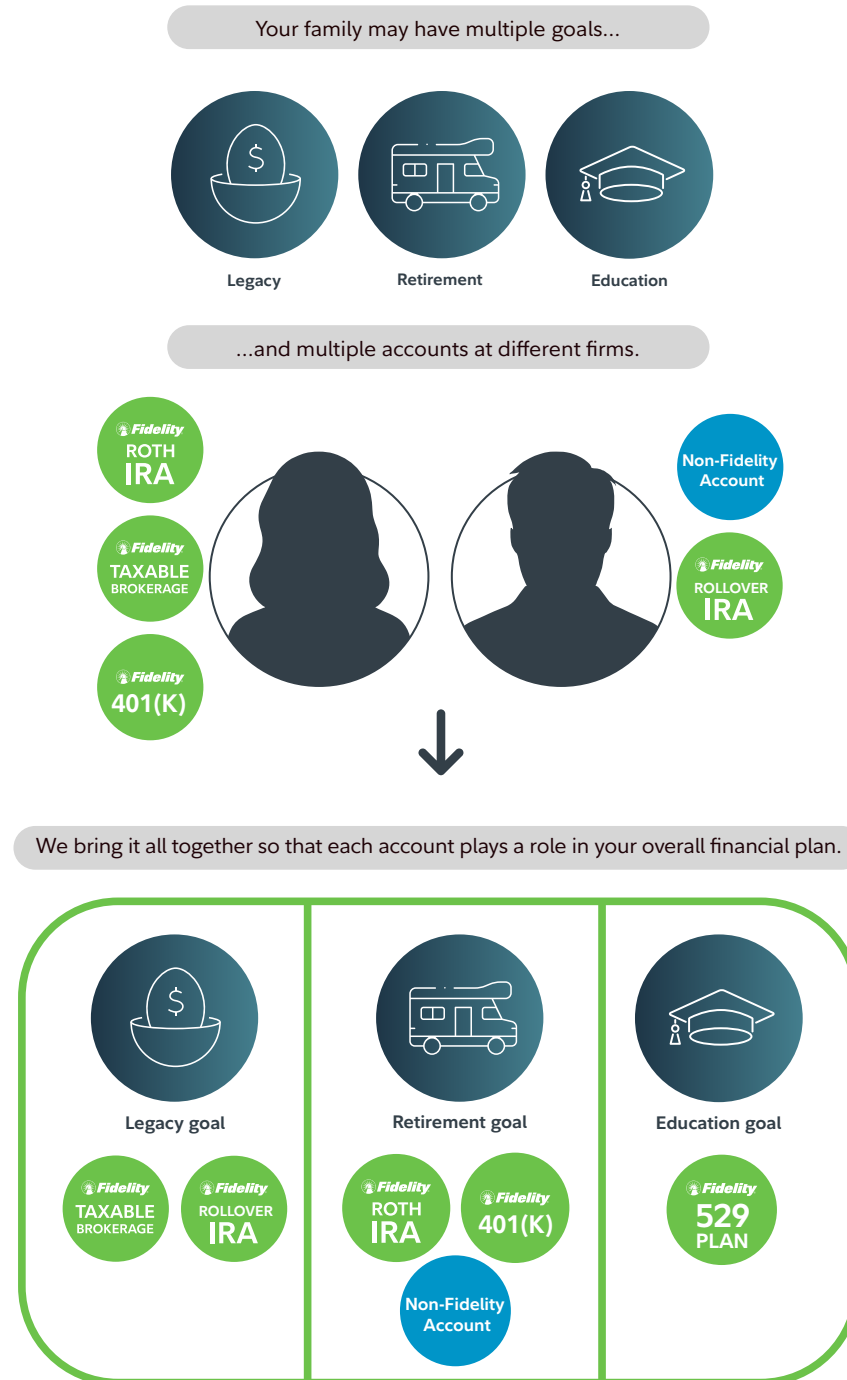 Your family may have multiple goals...
$
Legacy
Retirement
Education
...and multiple accounts at different firms.
Fidelity
ROTH
IRA
Fidelity
TAXABLE
BROKERAGE
Fidelity
401(K)
Non-Fidelity
Account
Fidelity
ROLLOVER
IRA
We bring it all together so that each account plays a role in your overall financial plan.
$
Legacy goal
Fidelity
TAXABLE
BROKERAGE
Fidelity
ROLLOVER
IRA
Retirement goal
Fidelity
ROTH
IRA
Fidelity
401(K)
Non-Fidelity
Account
Education goal
Fidelity
529
PLAN